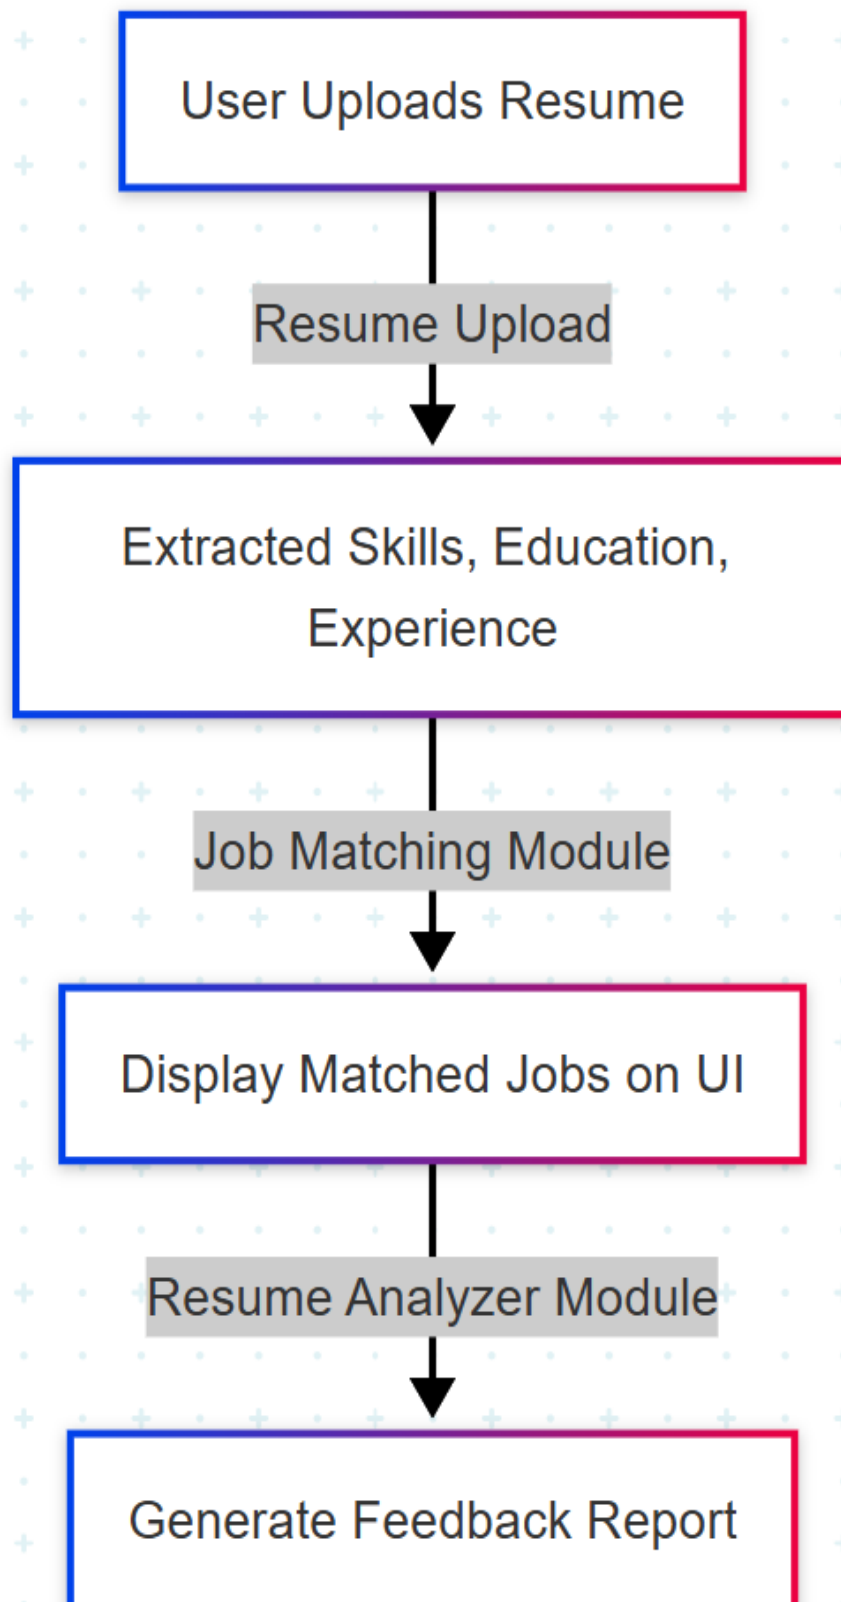 User Uploads Resume
Resume Upload
Extracted Skills, Education,
Experience
Job Matching Module
Display Matched Jobs on UI
Resume Analyzer Module
Generate Feedback Report